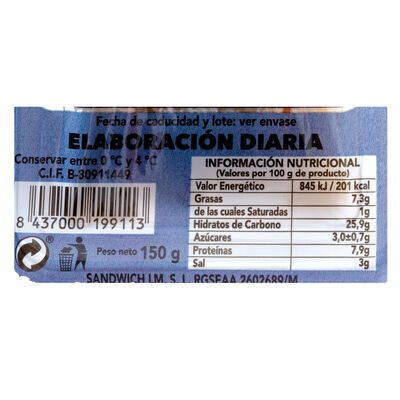 Fecha de caducidad y lote: ver envase
ELABORACIÓN DIARIA
Conservar entre 0 °C y 4 °C
C.I.F. B-30911449
8 437000 199113
Peso neto 150 g
INFORMACIÓN NUTRICIONAL
(Valores por 100 g de producto)
Valor Energético 845 kJ / 201 kcal
Grasas 7,3g
de las cuales Saturadas 1g
Hidratos de Carbono 25,9g
Azúcares 3,0±0,7g
Proteínas 7,9g
Sal 3g
SANDWICH LM, S. L. RGSEAA 2602689/M